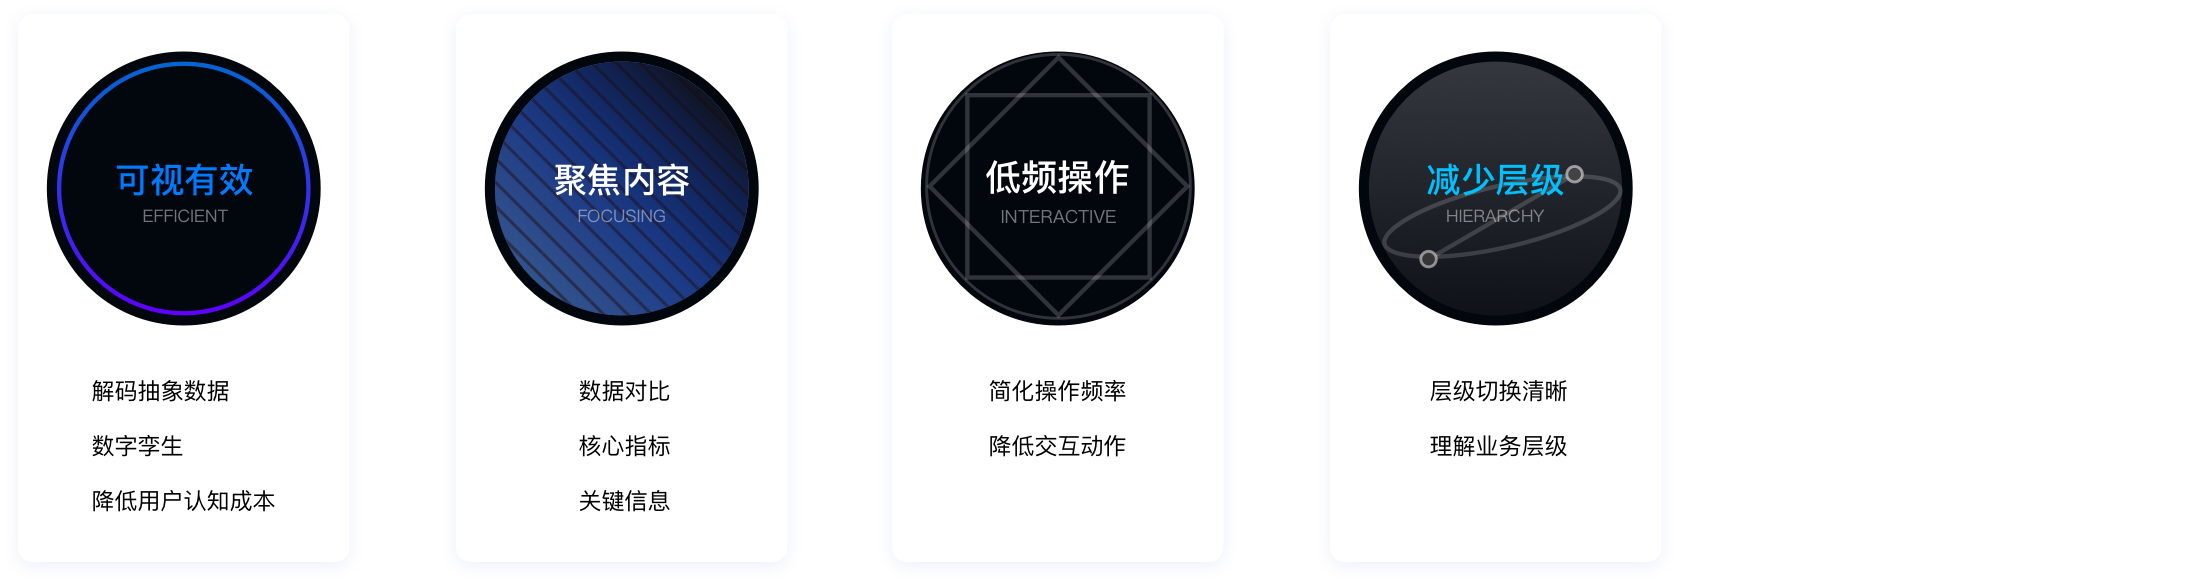 可视有效
EFFICIENT
解码抽象数据
数字孪生
降低用户认知成本
聚焦内容
FOCUSING
数据对比
核心指标
关键信息
低频操作
INTERACTIVE
简化操作频率
降低交互动作
减少层级
HIERARCHY
层级切换清晰
理解业务层级